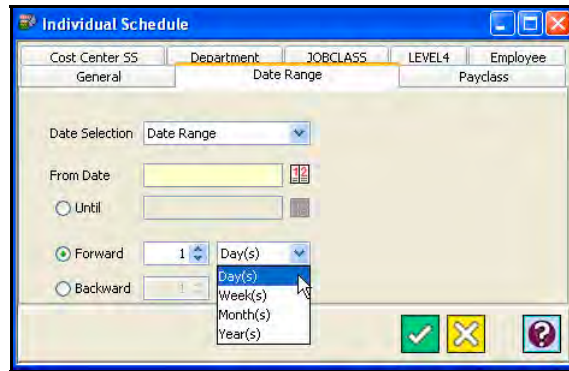 Individual Schedule
Cost Center SS Department JOBCLASS LEVEL4 Employee
General Date Range Payclass
Date Selection Date Range
From Date 12
Until
Forward 1 Day(s)
Day(s)
Backward 1
Week(s)
Month(s)
Year(s)
?